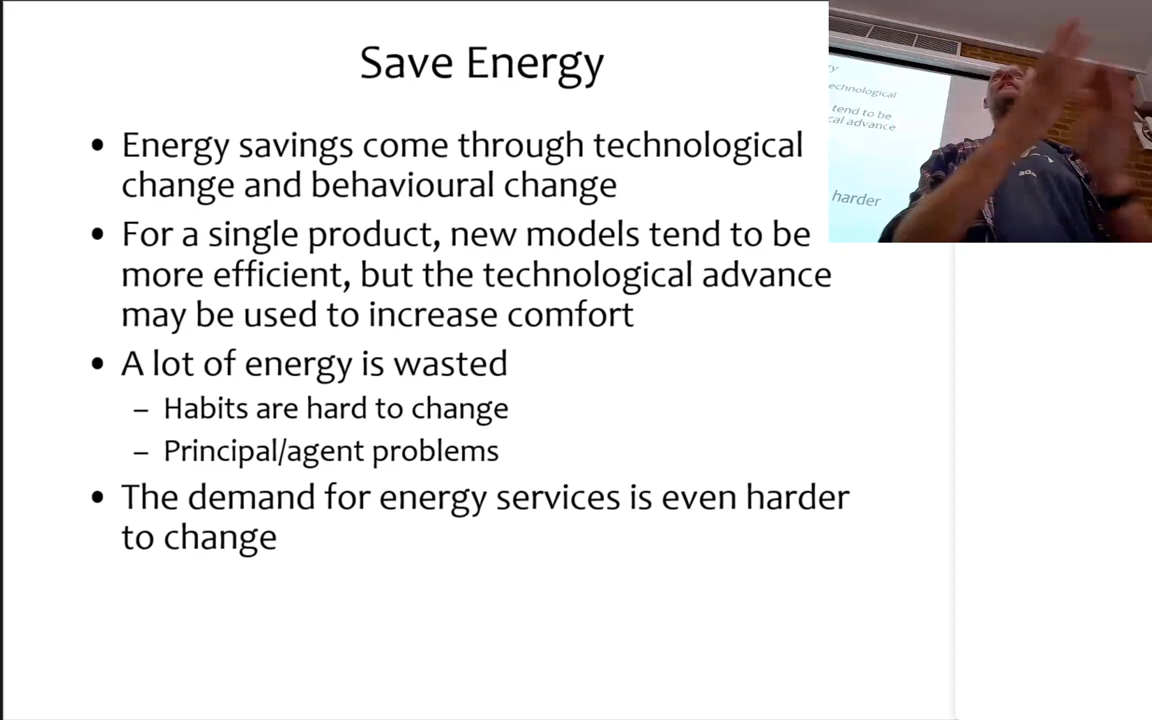 Save Energy
• Energy savings come through technological
change and behavioural change
• For a single product, new models tend to be
more efficient, but the technological advance
may be used to increase comfort
• A lot of energy is wasted
– Habits are hard to change
– Principal/agent problems
• The demand for energy services is even harder
to change
echnological
tend to be
cal advance
harder